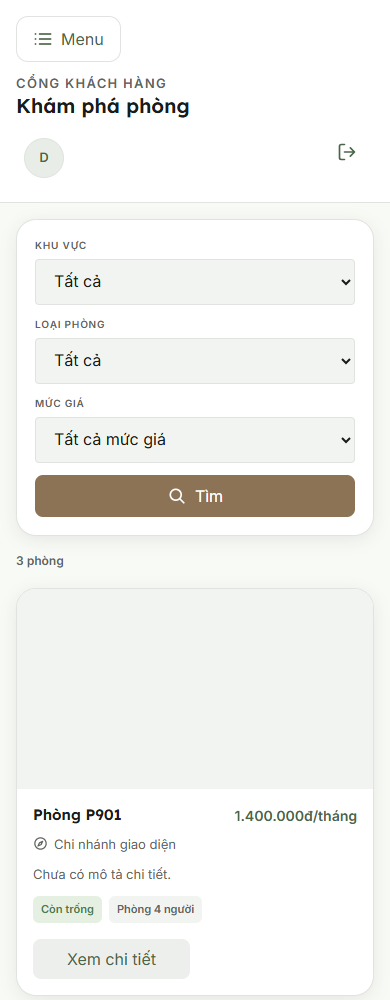 Menu
CỔNG KHÁCH HÀNG
Khám phá phòng
D
KHU VỰC
Tất cả
LOẠI PHÒNG
Tất cả
MỨC GIÁ
Tất cả mức giá
Tìm
3 phòng
Phòng P901 1.400.000đ/tháng
Chi nhánh giao diện
Chưa có mô tả chi tiết.
Còn trống Phòng 4 người
Xem chi tiết